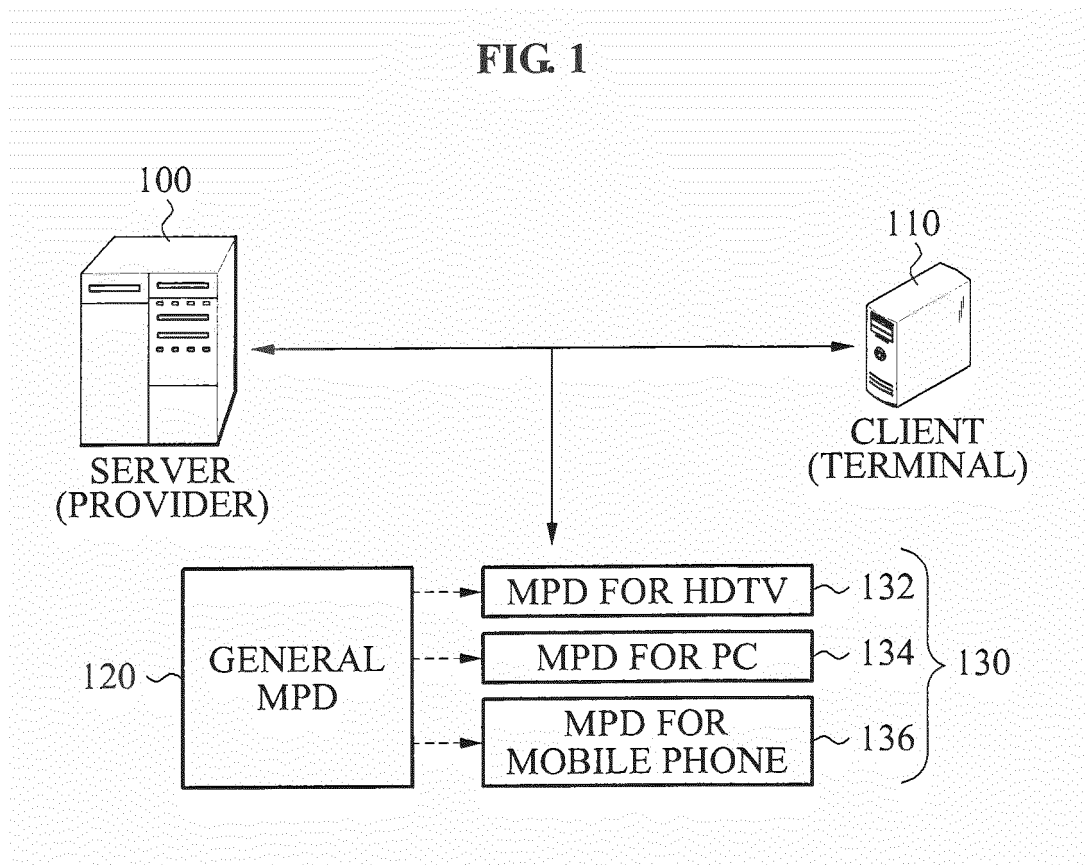 FIG. 1
100
110
SERVER
(PROVIDER)
CLIENT
(TERMINAL)
120
GENERAL
MPD
MPD FOR HDTV
132
MPD FOR PC
134
130
MPD FOR
MOBILE PHONE
136